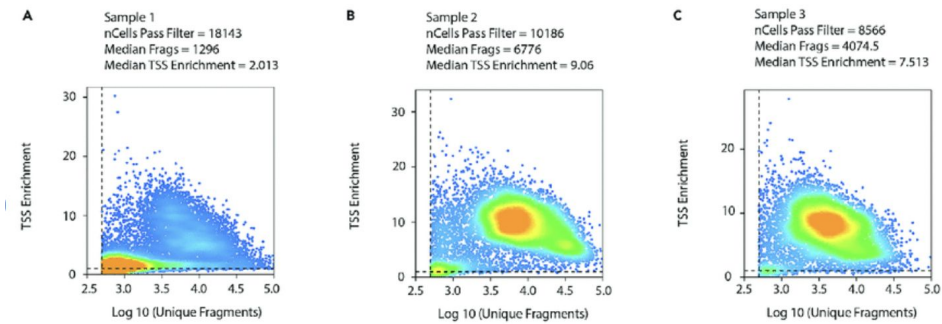 A
Sample 1
nCells Pass Filter = 18143
Median Frags = 1296
Median TSS Enrichment = 2.013
30
20
10
0
TSS Enrichment
2.5 3.0 3.5 4.0 4.5 5.0
Log 10 (Unique Fragments)
B
Sample 2
nCells Pass Filter = 10186
Median Frags = 6776
Median TSS Enrichment = 9.06
30
20
10
0
TSS Enrichment
2.5 3.0 3.5 4.0 4.5 5.0
Log 10 (Unique Fragments)
C
Sample 3
nCells Pass Filter = 8566
Median Frags = 4074.5
Median TSS Enrichment = 7.513
20
10
0
TSS Enrichment
2.5 3.0 3.5 4.0 4.5 5.0
Log 10 (Unique Fragments)